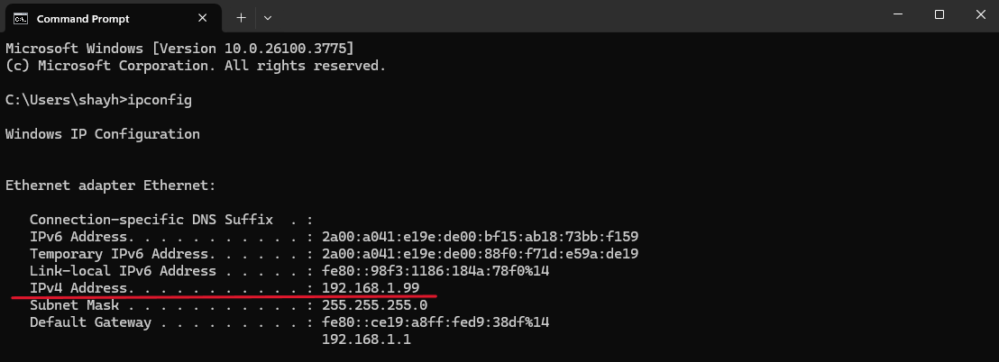 Command Prompt
Microsoft Windows [Version 10.0.26100.3775]
(c) Microsoft Corporation. All rights reserved.
C:\Users\shayh>ipconfig
Windows IP Configuration
Ethernet adapter Ethernet:
Connection-specific DNS Suffix  . :
IPv6 Address. . . . . . . . . . . : 2a00:a041:e19e:de00:bf15:ab18:73bb:f159
Temporary IPv6 Address. . . . . . : 2a00:a041:e19e:de00:88f0:f71d:e59a:de19
Link-local IPv6 Address . . . . . : fe80::98f3:1186:184a:78f0%14
IPv4 Address. . . . . . . . . . . : 192.168.1.99
Subnet Mask . . . . . . . . . . . : 255.255.255.0
Default Gateway . . . . . . . . . : fe80::ce19:a8ff:fed9:38df%14
192.168.1.1